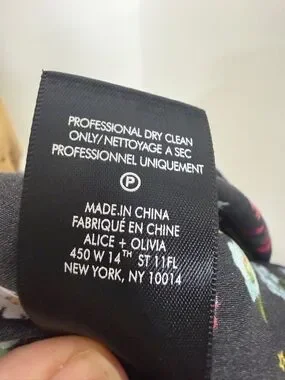 PROFESSIONAL DRY CLEAN
ONLY/NETTOYAGE A SEC
PROFESSIONNEL UNIQUEMENT
P
MADE.IN CHINA
FABRIQUÉ EN CHINE
ALICE + OLIVIA
450 W 14TH ST 11FL
NEW YORK, NY 10014